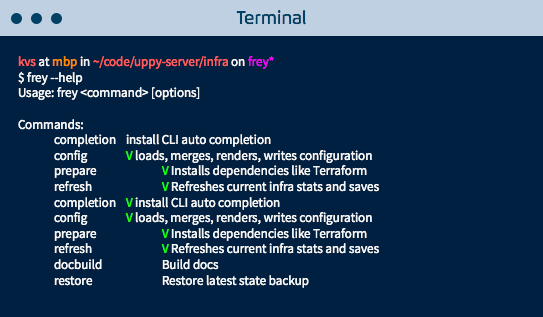 Terminal
kvs at mbp in ~/code/uppy-server/infra on frey*
$ frey --help
Usage: frey <command> [options]
Commands:
completion install CLI auto completion
config V loads, merges, renders, writes configuration
prepare V Installs dependencies like Terraform
refresh V Refreshes current infra stats and saves
completion V install CLI auto completion
config V loads, merges, renders, writes configuration
prepare V Installs dependencies like Terraform
refresh V Refreshes current infra stats and saves
docbuild Build docs
restore Restore latest state backup